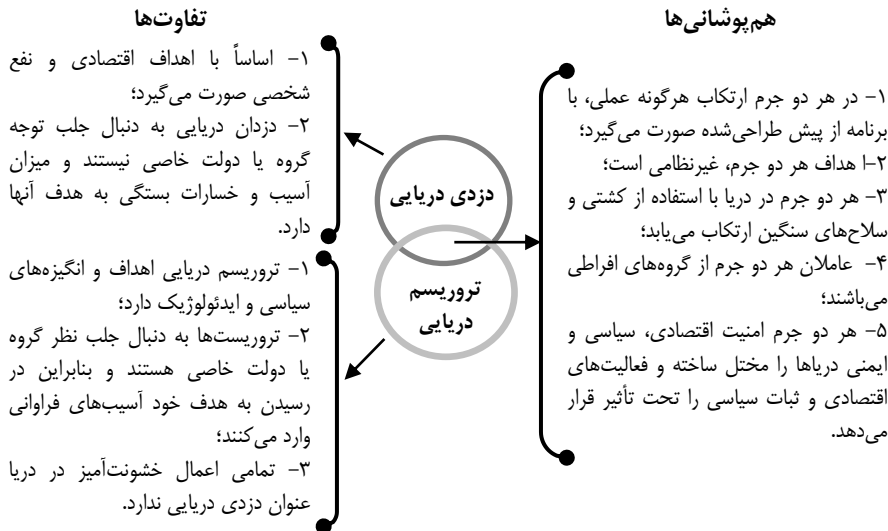 هم‌پوشانی‌ها
۱- در هر دو جرم ارتکاب هرگونه عملی، با
برنامه از پیش طراحی‌شده صورت می‌گیرد؛
۲-ا هداف هر دو جرم، غیرنظامی است؛
۳- هر دو جرم در دریا با استفاده از کشتی و
سلاح‌های سنگین ارتکاب می‌یابد؛
۴- عاملان هر دو جرم از گروه‌های افراطی
می‌باشند؛
۵- هر دو جرم امنیت اقتصادی، سیاسی و
ایمنی دریاها را مختل ساخته و فعالیت‌های
اقتصادی و ثبات سیاسی را تحت تأثیر قرار
می‌دهد.
دزدی دریایی
تروریسم
دریایی
تفاوت‌ها
۱- اساساً با اهداف اقتصادی و نفع
شخصی صورت می‌گیرد؛
۲- دزدان دریایی به دنبال جلب توجه
گروه یا دولت خاصی نیستند و میزان
آسیب و خسارات بستگی به هدف آنها
دارد.
۱- تروریسم دریایی اهداف و انگیزه‌های
سیاسی و ایدئولوژیک دارد؛
۲- تروریست‌ها به دنبال جلب نظر گروه
یا دولت خاصی هستند و بنابراین در
رسیدن به هدف خود آسیب‌های فراوانی
وارد می‌کنند؛
۳- تمامی اعمال خشونت‌آمیز در دریا
عنوان دزدی دریایی ندارد.